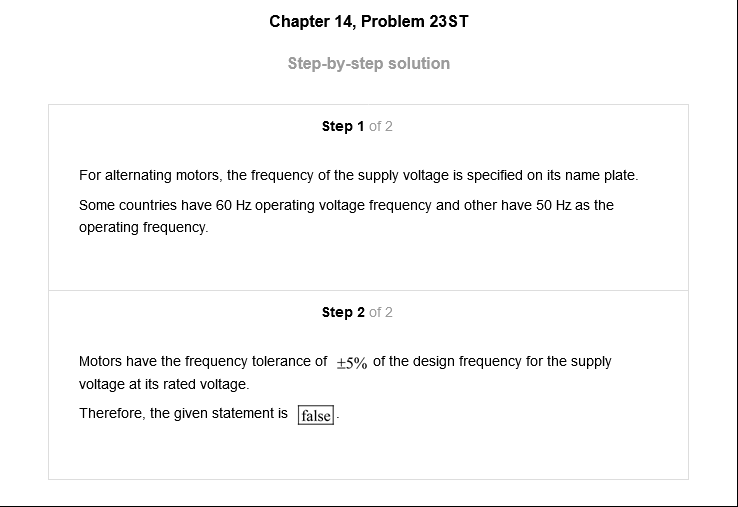 Chapter 14, Problem 23ST
Step-by-step solution
Step 1 of 2
For alternating motors, the frequency of the supply voltage is specified on its name plate.
Some countries have 60 Hz operating voltage frequency and other have 50 Hz as the
operating frequency.
Step 2 of 2
Motors have the frequency tolerance of ±5% of the design frequency for the supply
voltage at its rated voltage.
Therefore, the given statement is false.